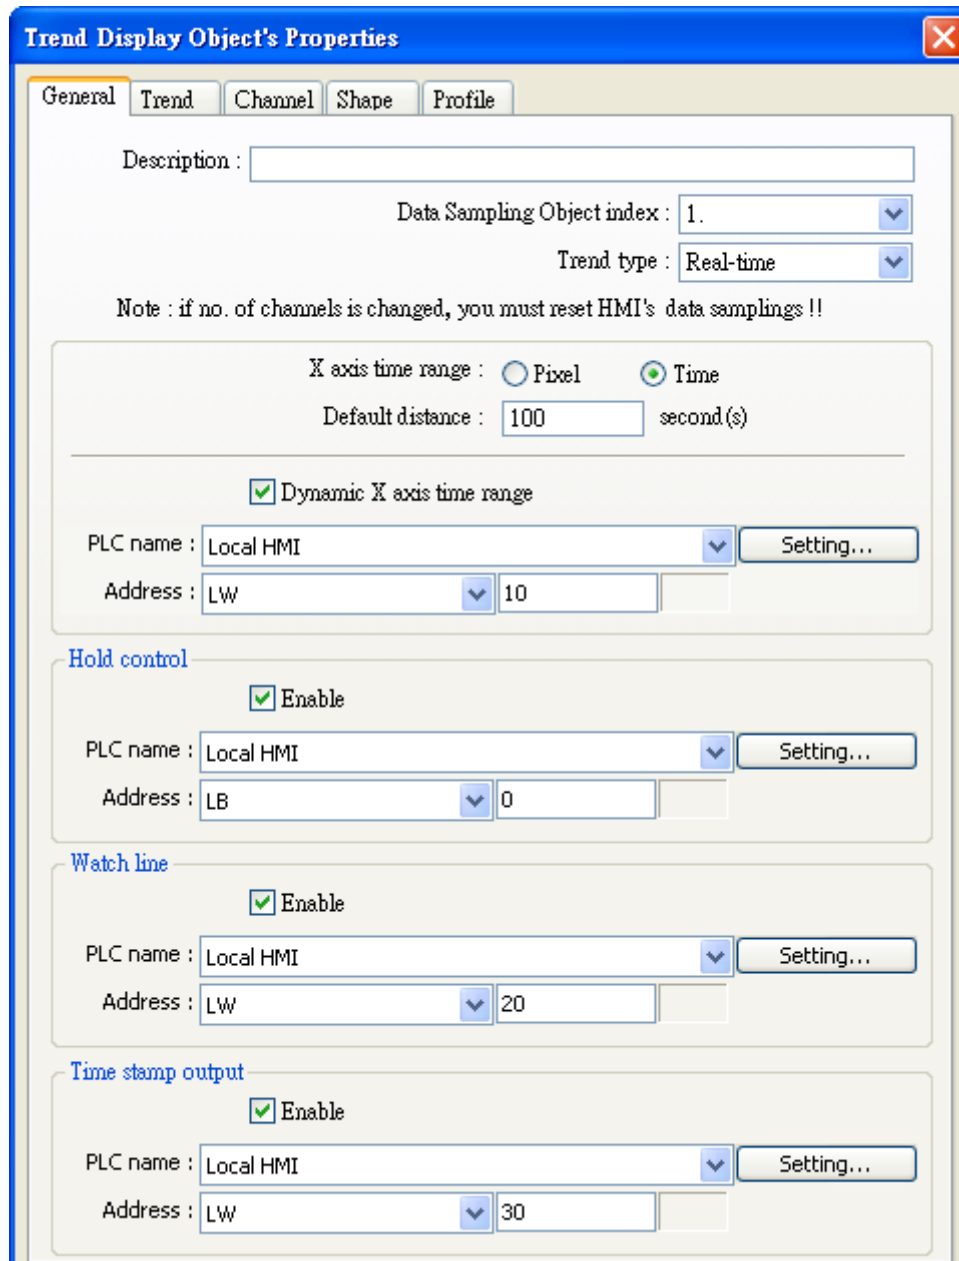 Trend Display Object's Properties
General Trend Channel Shape Profile
Description :
Data Sampling Object index : 1.
Trend type : Real-time
Note : if no. of channels is changed, you must reset HMI's data samplings !!
X axis time range : Pixel Time
Default distance : 100 second(s)
Dynamic X axis time range
PLC name : Local HMI Setting...
Address : LW 10
Hold control
Enable
PLC name : Local HMI Setting...
Address : LB 0
Watch line
Enable
PLC name : Local HMI Setting...
Address : LW 20
Time stamp output
Enable
PLC name : Local HMI Setting...
Address : LW 30